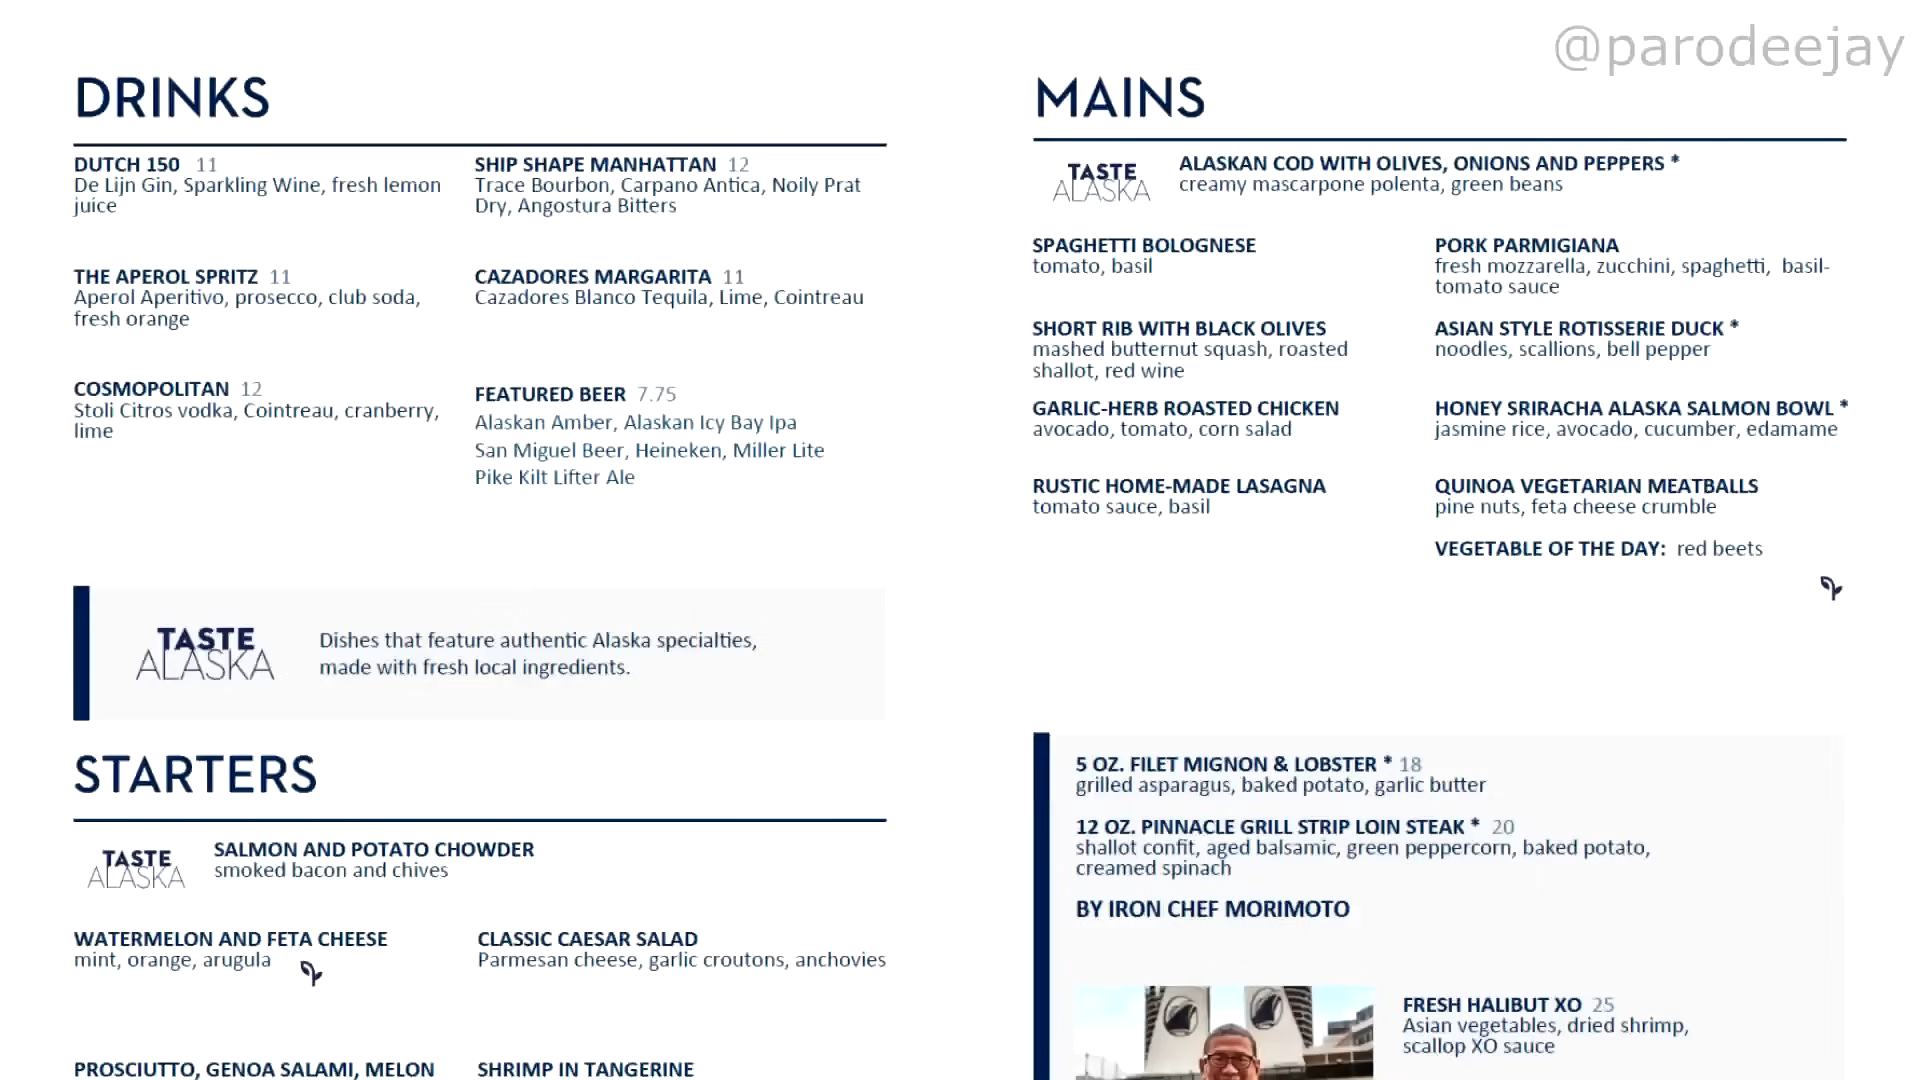 @parodeejay
DRINKS
DUTCH 150 11
De Lijn Gin, Sparkling Wine, fresh lemon
juice
SHIP SHAPE MANHATTAN 12
Trace Bourbon, Carpano Antica, Noily Prat
Dry, Angostura Bitters
THE APEROL SPRITZ 11
Aperol Aperitivo, prosecco, club soda,
fresh orange
CAZADORES MARGARITA 11
Cazadores Blanco Tequila, Lime, Cointreau
COSMOPOLITAN 12
Stoli Citros vodka, Cointreau, cranberry,
lime
FEATURED BEER 7.75
Alaskan Amber, Alaskan Icy Bay Ipa
San Miguel Beer, Heineken, Miller Lite
Pike Kilt Lifter Ale
TASTE
ALASKA
Dishes that feature authentic Alaska specialties,
made with fresh local ingredients.
STARTERS
TASTE
ALASKA
SALMON AND POTATO CHOWDER
smoked bacon and chives
WATERMELON AND FETA CHEESE
mint, orange, arugula
CLASSIC CAESAR SALAD
Parmesan cheese, garlic croutons, anchovies
PROSCIUTTO, GENOA SALAMI, MELON
SHRIMP IN TANGERINE
MAINS
TASTE
ALASKA
ALASKAN COD WITH OLIVES, ONIONS AND PEPPERS *
creamy mascarpone polenta, green beans
SPAGHETTI BOLOGNESE
tomato, basil
PORK PARMIGIANA
fresh mozzarella, zucchini, spaghetti, basil-
tomato sauce
SHORT RIB WITH BLACK OLIVES
mashed butternut squash, roasted
shallot, red wine
ASIAN STYLE ROTISSERIE DUCK *
noodles, scallions, bell pepper
GARLIC-HERB ROASTED CHICKEN
avocado, tomato, corn salad
HONEY SRIRACHA ALASKA SALMON BOWL *
jasmine rice, avocado, cucumber, edamame
RUSTIC HOME-MADE LASAGNA
tomato sauce, basil
QUINOA VEGETARIAN MEATBALLS
pine nuts, feta cheese crumble
VEGETABLE OF THE DAY: red beets
5 OZ. FILET MIGNON & LOBSTER * 18
grilled asparagus, baked potato, garlic butter
12 OZ. PINNACLE GRILL STRIP LOIN STEAK * 20
shallot confit, aged balsamic, green peppercorn, baked potato,
creamed spinach
BY IRON CHEF MORIMOTO
FRESH HALIBUT XO 25
Asian vegetables, dried shrimp,
scallop XO sauce